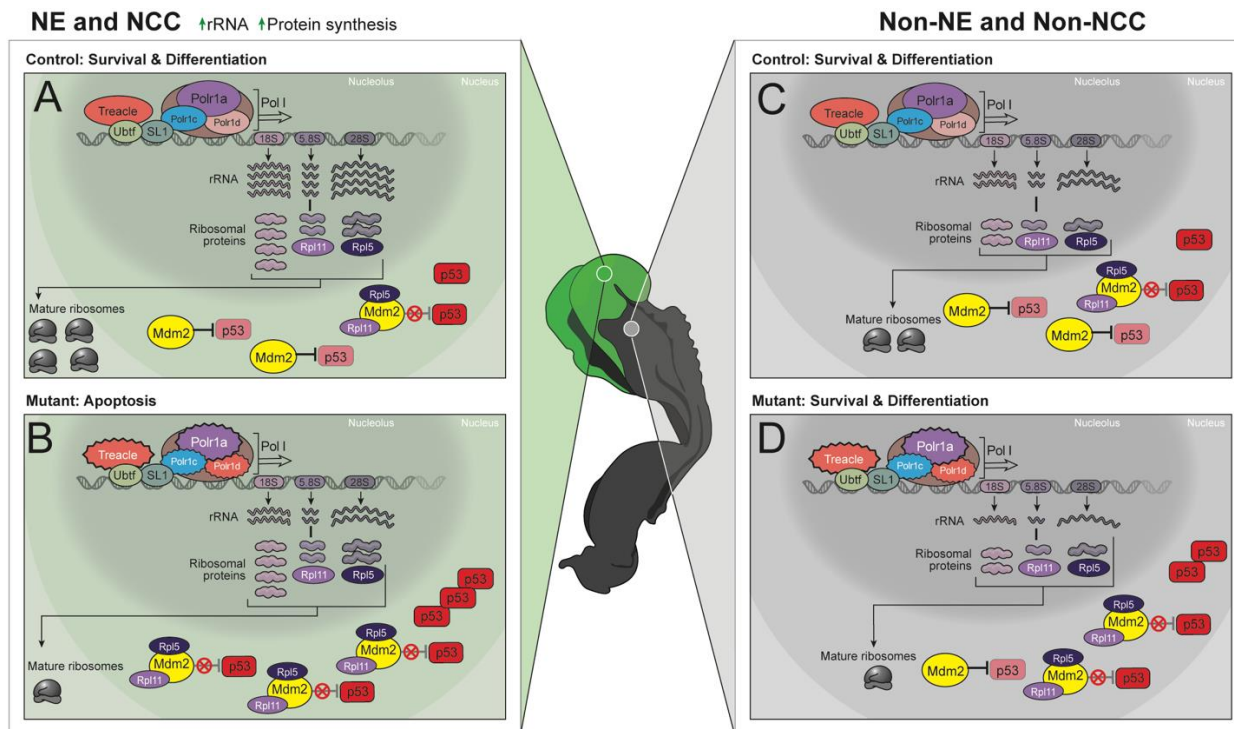 NE and NCC ↑rRNA ↑Protein synthesis
Non-NE and Non-NCC
Control: Survival & Differentiation
A
Nucleolus
Nucleus
Treacle
Polr1a
Pol I
Polr1c
Polr1d
Ubtf
SL1
18S
5.8S
28S
rRNA
Ribosomal
proteins
Rpl11
Rpl5
p53
Mature ribosomes
Rpl5
Mdm2
p53
Rpl11
Mdm2
p53
Mdm2
p53
Mutant: Apoptosis
B
Nucleolus
Nucleus
Treacle
Polr1a
Pol I
Polr1c
Polr1d
Ubtf
SL1
18S
5.8S
28S
rRNA
Ribosomal
proteins
Rpl11
Rpl5
p53
p53
p53
Mature ribosomes
Rpl5
Mdm2
p53
Rpl11
Rpl5
Mdm2
p53
Rpl11
Rpl5
Mdm2
p53
Rpl11
Control: Survival & Differentiation
C
Nucleolus
Nucleus
Treacle
Polr1a
Pol I
Polr1c
Polr1d
Ubtf
SL1
18S
5.8S
28S
rRNA
Ribosomal
proteins
Rpl11
Rpl5
p53
Rpl5
Mdm2
p53
Rpl11
Mature ribosomes
Mdm2
p53
Mdm2
p53
Mutant: Survival & Differentiation
D
Nucleolus
Nucleus
Treacle
Polr1a
Pol I
Polr1c
Polr1d
Ubtf
SL1
18S
5.8S
28S
rRNA
Ribosomal
proteins
Rpl11
Rpl5
p53
p53
Rpl5
Mdm2
p53
Rpl11
Mature ribosomes
Mdm2
p53
Rpl5
Mdm2
p53
Rpl11